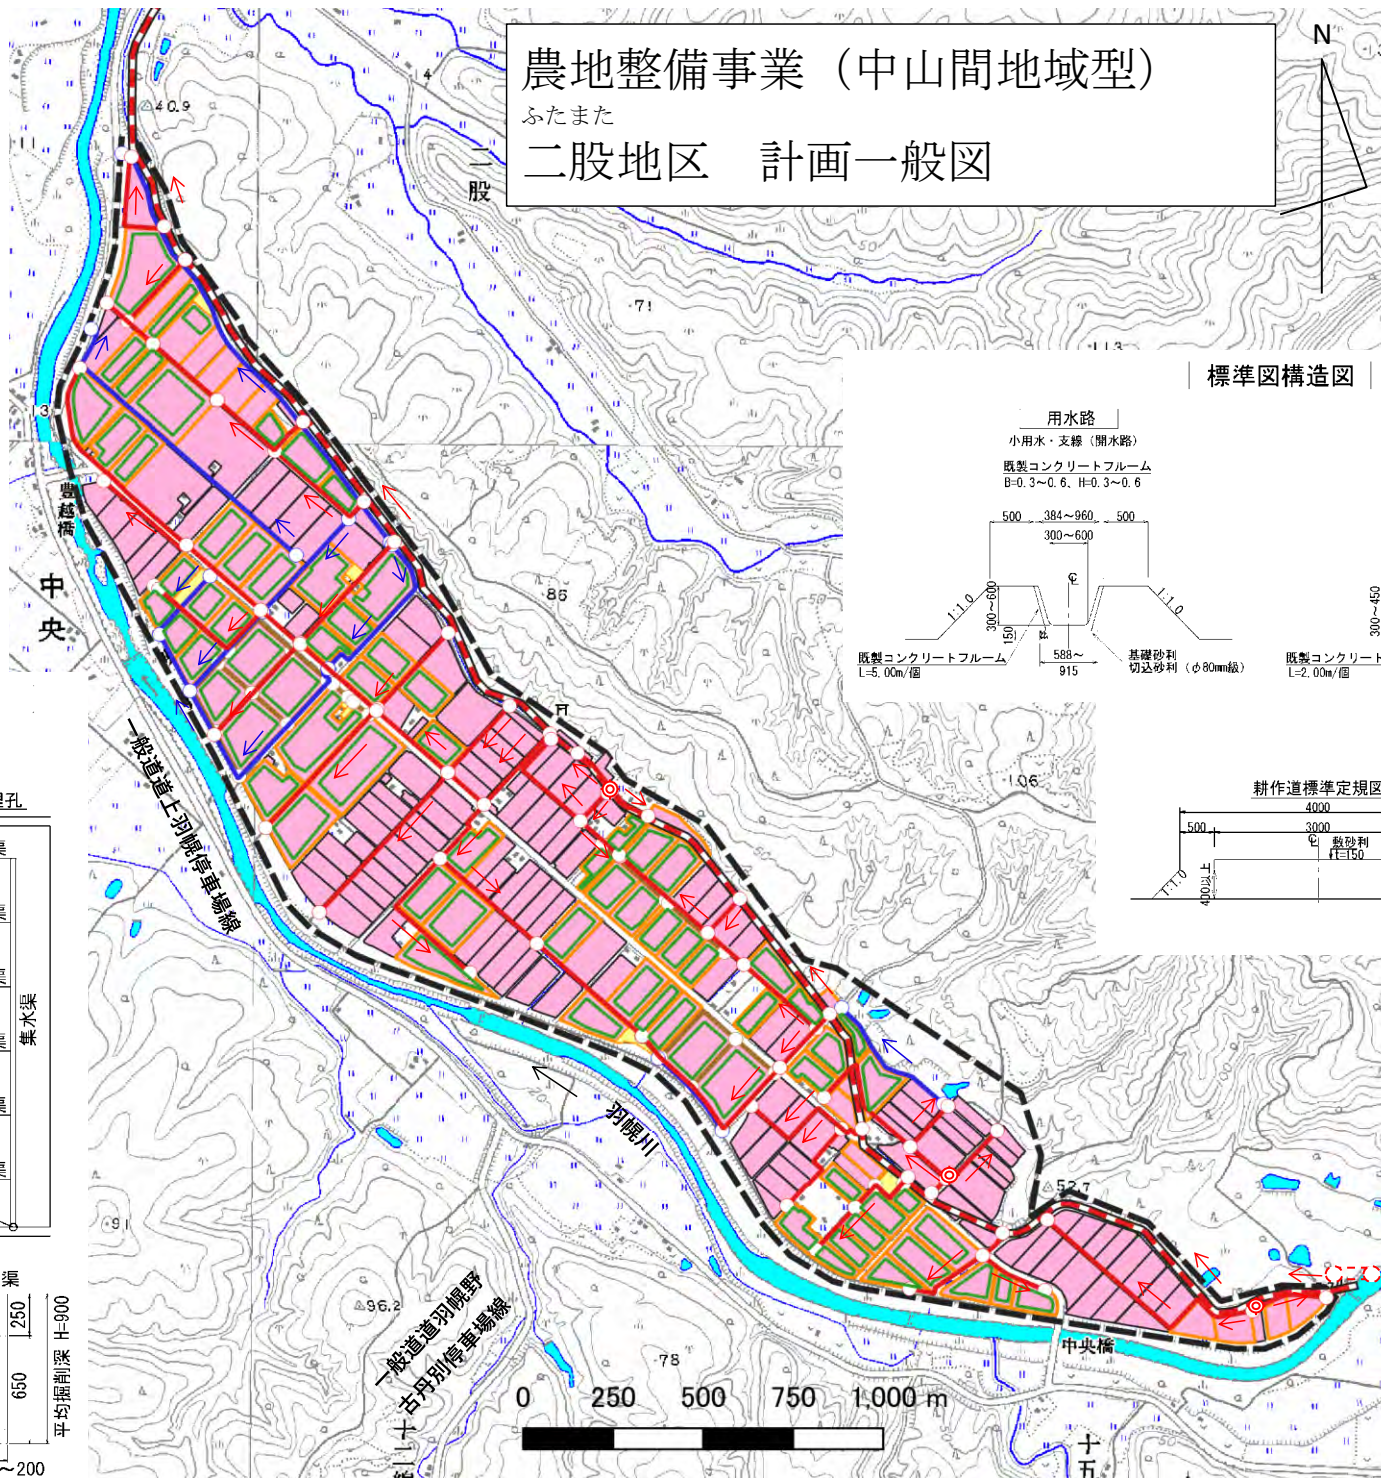 農地整備事業（中山間地域型）
ふたまた
二股地区　計画一般図
N
40.9
二股
71
113
標準図構造図
用水路
小用水・支線（開水路）
既製コンクリートフルーム
B=0.3～0.6、H=0.3～0.6
500
384～960
500
300～600
300～600
150
1:1.0
1:1.0
588～
915
既製コンクリートフルーム
L=5.00m/個
基礎砂利
切込砂利（φ80mm級）
300～450
既製コンクリート
L=2.00m/個
13
豊越橋
中央
86
106
一般道道上羽幌停車場線
耕作道標準定規図
4000
500
3000
敷砂利
t=150
400以上
1:1.0
集水渠
羽幌川
52.7
91
96.2
78
一般道道羽幌野
古丹別停車場線
中央橋
渠
250
650
平均掘削深 H=900
～200
0 250 500 750 1,000 m
十二線
十五